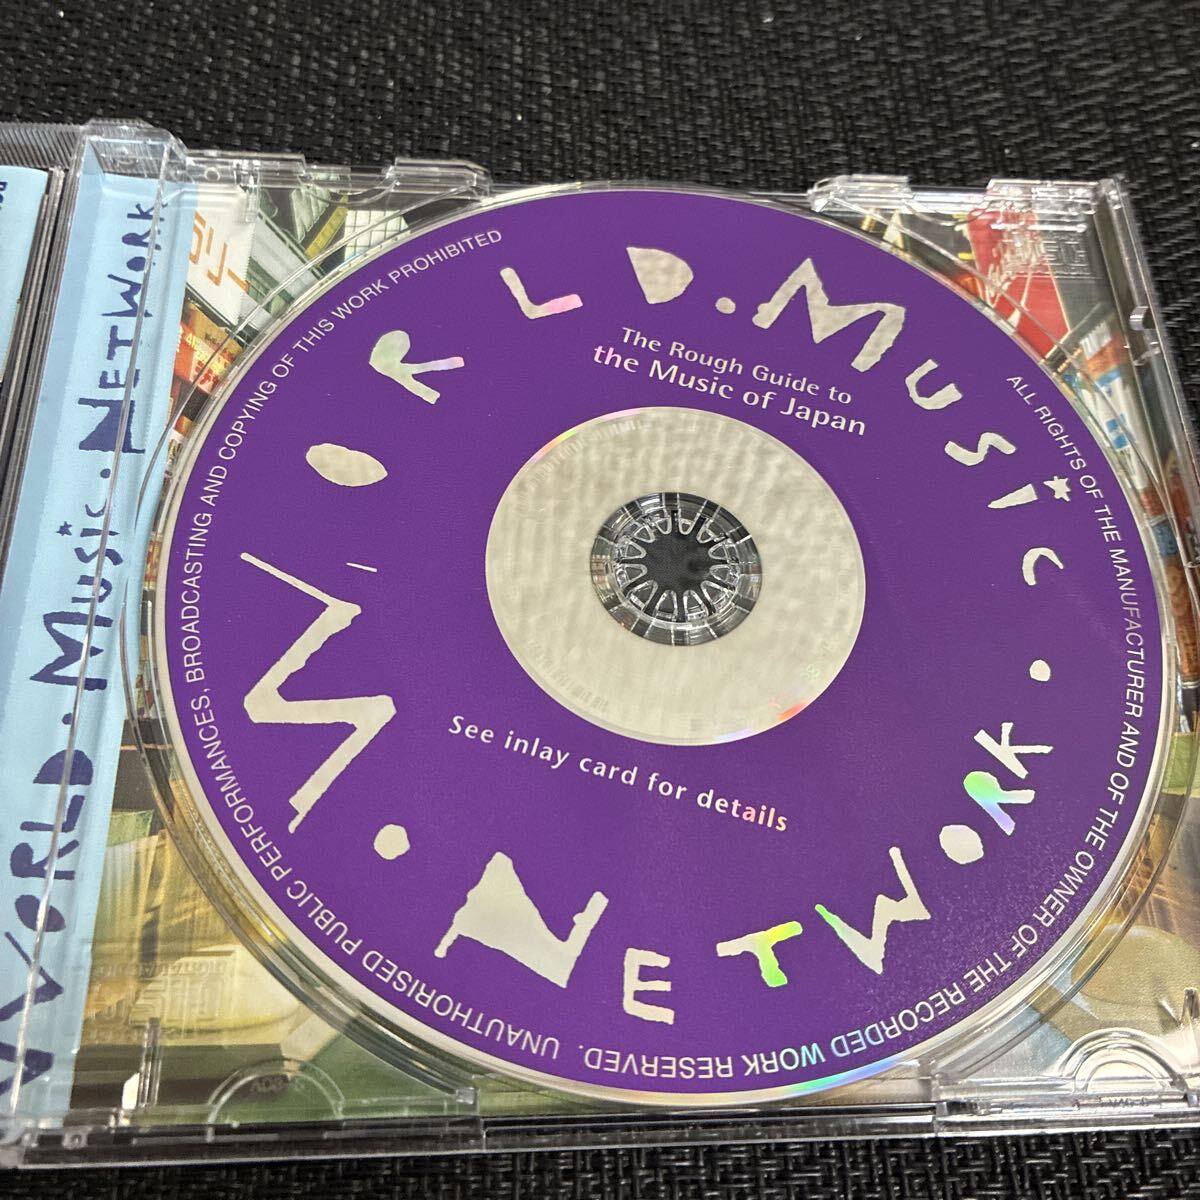 WORLD.MUSIC.NETWORK
WORLD.MUSIC.NETWORK.
The Rough Guide to
the Music of Japan
See inlay card for details
ALL RIGHTS OF THE MANUFACTURER AND OF THE OWNER OF THE RECORDED WORK RESERVED. UNAUTHORISED PUBLIC PERFORMANCES, BROADCASTING AND COPYING OF THIS WORK PROHIBITED